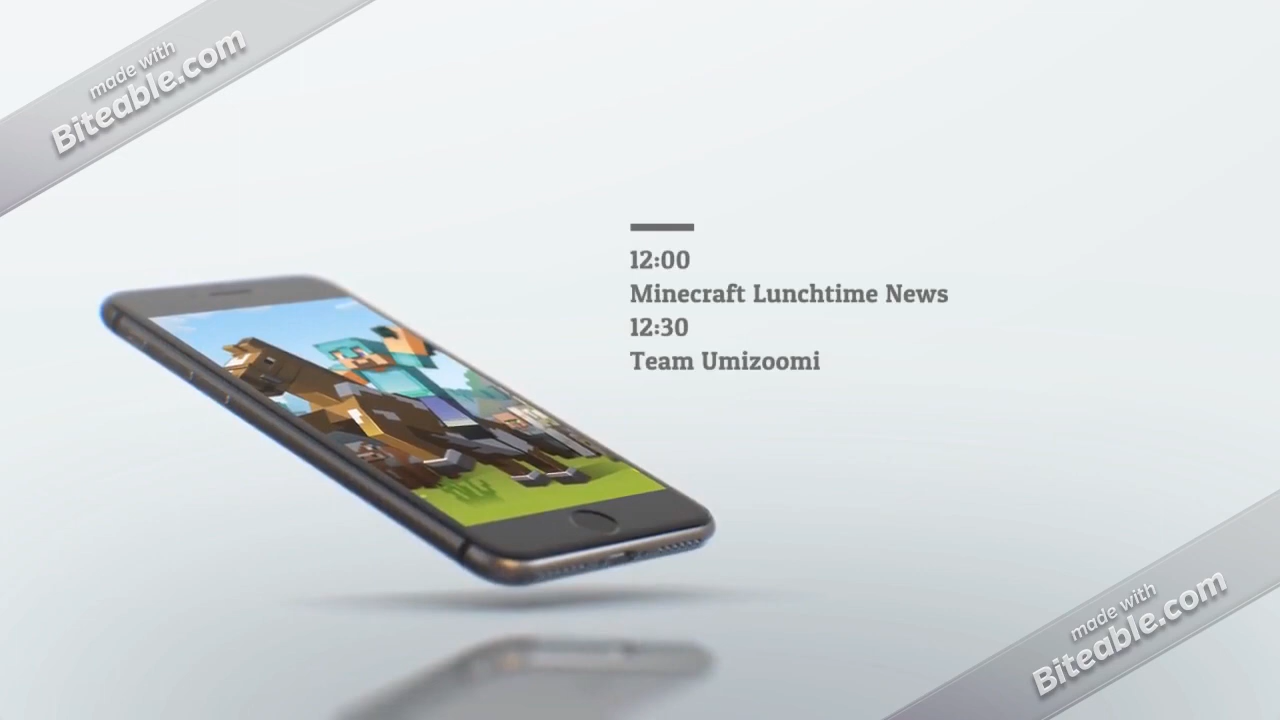 made with
Biteable.com
12:00
Minecraft Lunchtime News
12:30
Team Umizoomi
made with
Biteable.com